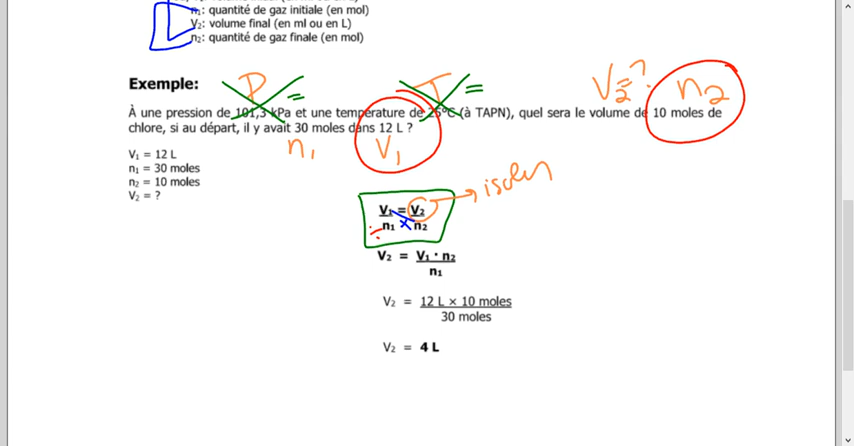 n₁: quantité de gaz initiale (en mol)
V₂: volume final (en ml ou en L)
n₂: quantité de gaz finale (en mol)
Exemple:
P = T = V₂ = ? n₂
À une pression de 101,3 kPa et une température de 25°C (à TAPN), quel sera le volume de 10 moles de
chlore, si au départ, il y avait 30 moles dans 12 L ?
n₁ V₁
V₁ = 12 L
n₁ = 30 moles
n₂ = 10 moles
V₂ = ?
→ isoler
V₁ = V₂
÷ n₁ × n₂
V₂ = V₁ · n₂
n₁
V₂ = 12 L × 10 moles
30 moles
V₂ = 4 L